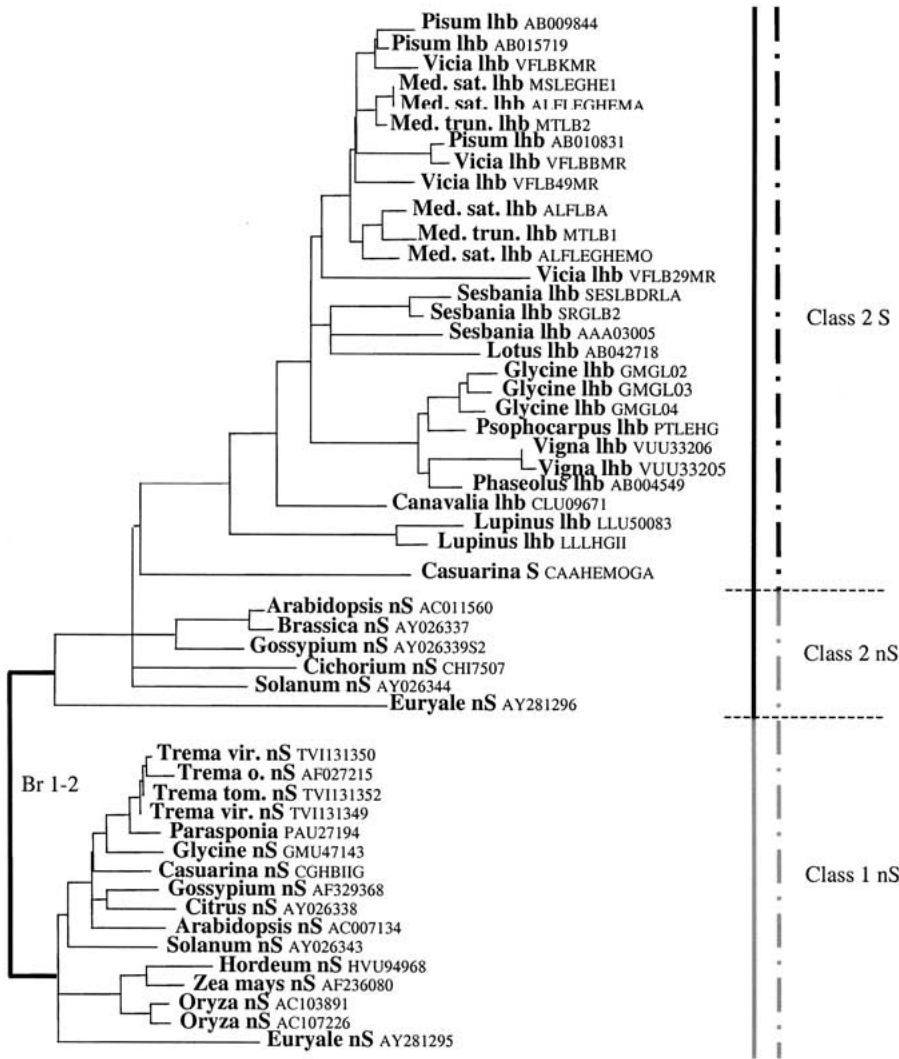 Pisum lhb AB009844
Pisum lhb AB015719
Vicia lhb VFLBKMR
Med. sat. lhb MSLEGHE1
Med. sat. lhb ALFLEGHEMA
Med. trun. lhb MTLB2
Pisum lhb AB010831
Vicia lhb VFLBBMR
Vicia lhb VFLB49MR
Med. sat. lhb ALFLBA
Med. trun. lhb MTLB1
Med. sat. lhb ALFLEGHEMO
Vicia lhb VFLB29MR
Sesbania lhb SESLBDRLA
Sesbania lhb SRGLB2
Class 2 S
Sesbania lhb AAA03005
Lotus lhb AB042718
Glycine lhb GMGL02
Glycine lhb GMGL03
Glycine lhb GMGL04
Psophocarpus lhb PTLEHG
Vigna lhb VUU33206
Vigna lhb VUU33205
Phaseolus lhb AB004549
Canavalia lhb CLU09671
Lupinus lhb LLU50083
Lupinus lhb LLLHGII
Casuarina S CAAHEMOGA
Arabidopsis nS AC011560
Brassica nS AY026337
Gossypium nS AY026339S2
Class 2 nS
Cichorium nS CHI7507
Solanum nS AY026344
Euryale nS AY281296
Trema vir. nS TVI131350
Trema o. nS AF027215
Br 1-2
Trema tom. nS TVI131352
Trema vir. nS TVI131349
Parasponia PAU27194
Glycine nS GMU47143
Casuarina nS CGHBIIG
Class 1 nS
Gossypium nS AF329368
Citrus nS AY026338
Arabidopsis nS AC007134
Solanum nS AY026343
Hordeum nS HVU94968
Zea mays nS AF236080
Oryza nS AC103891
Oryza nS AC107226
Euryale nS AY281295